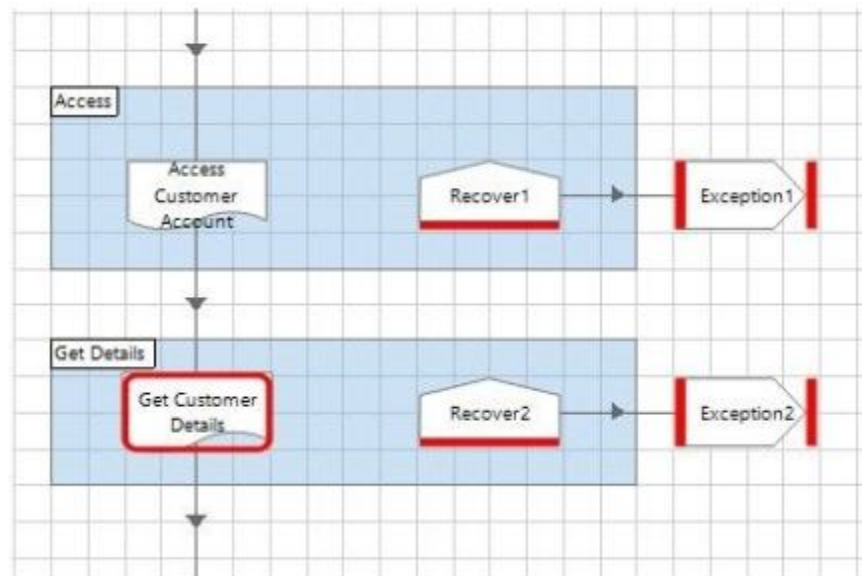 Access
Access
Customer
Account
Recover1
Exception1
Get Details
Get Customer
Details
Recover2
Exception2